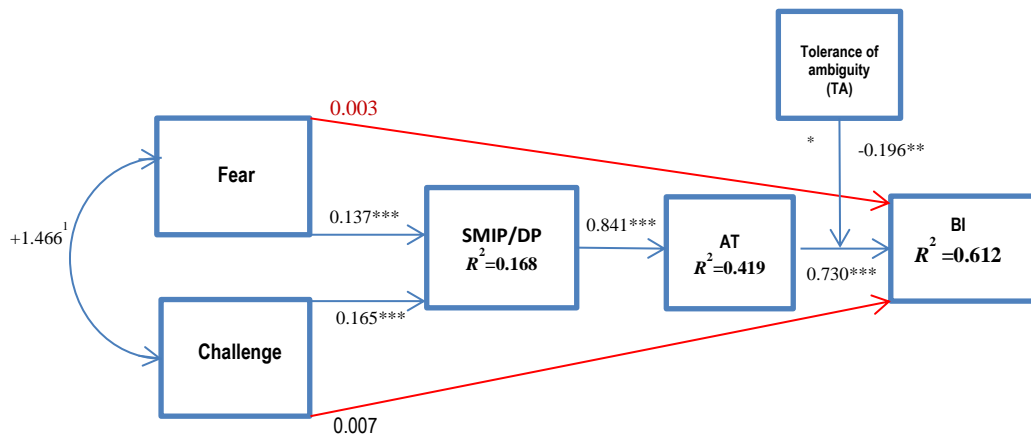 Tolerance of
ambiguity
(TA)
0.003
*
-0.196**
Fear
+1.466¹
0.137***
SMIP/DP
R²=0.168
0.841***
AT
R²=0.419
0.730***
BI
R² =0.612
0.165***
Challenge
0.007